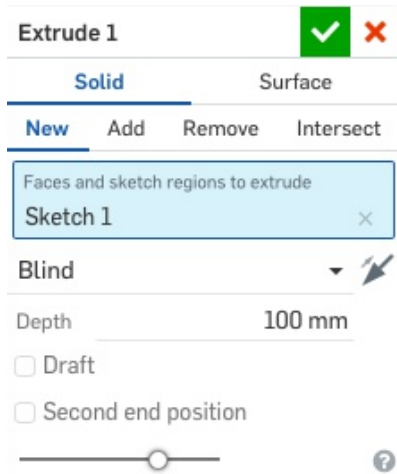 Extrude 1
Solid Surface
New Add Remove Intersect
Faces and sketch regions to extrude
Sketch 1
Blind
Depth 100 mm
Draft
Second end position